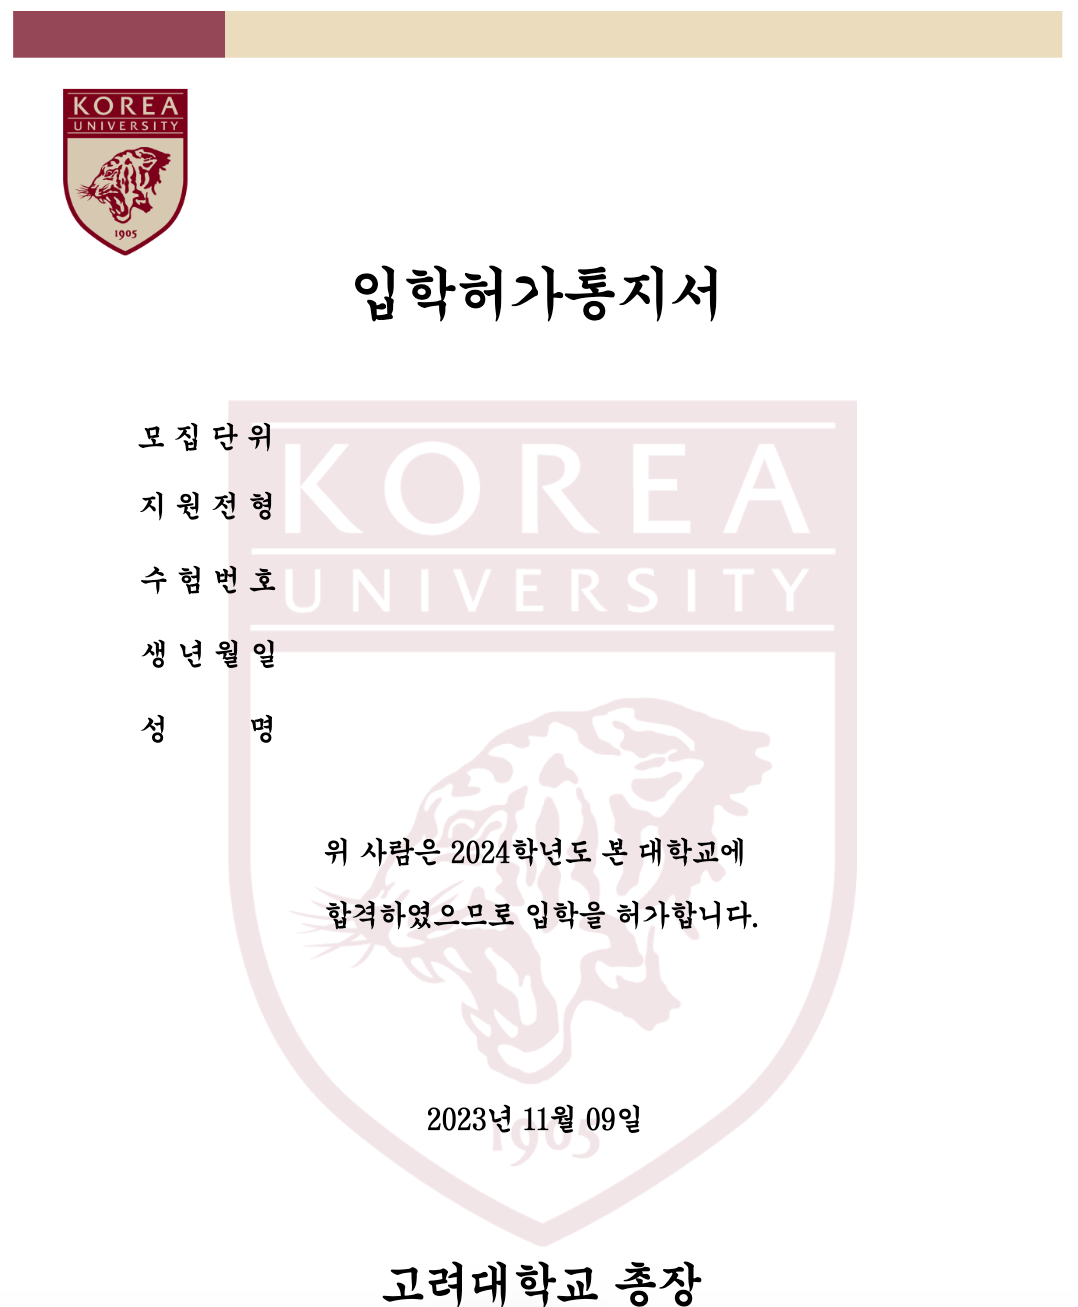 KOREA
UNIVERSITY
1905
입학허가통지서
KOREA
UNIVERSITY
모 집 단 위
지 원 전 형
수 험 번 호
생 년 월 일
성 명
위 사람은 2024학년도 본 대학교에
합격하였으므로 입학을 허가합니다.
2023년 11월 09일
1905
고려대학교 총장